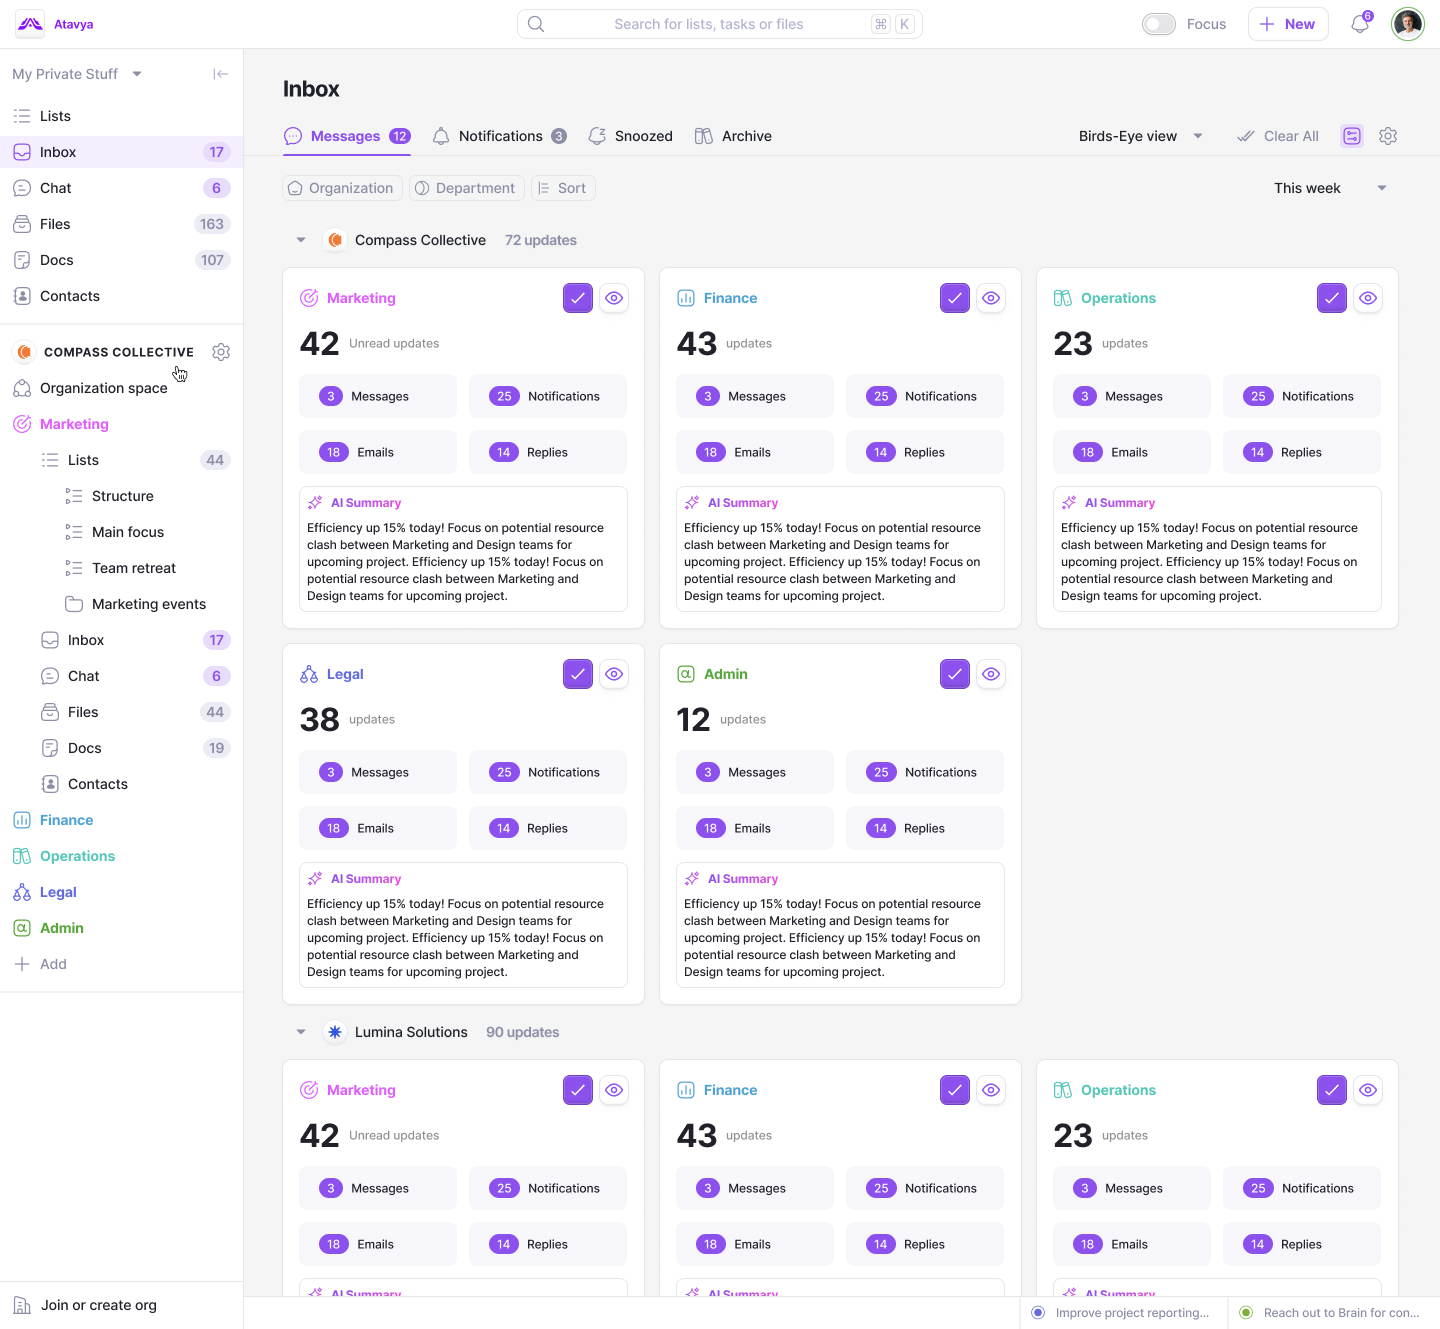 Atavya
Search for lists, tasks or files
⌘ K
Focus
New
6
My Private Stuff
Lists
Inbox 17
Chat 6
Files 163
Docs 107
Contacts
COMPASS COLLECTIVE
Organization space
Marketing
Lists 44
Structure
Main focus
Team retreat
Marketing events
Inbox 17
Chat 6
Files 44
Docs 19
Contacts
Finance
Operations
Legal
Admin
Add
Join or create org
Inbox
Messages 12
Notifications 3
Snoozed
Archive
Birds-Eye view
Clear All
Organization
Department
Sort
This week
Compass Collective 72 updates
Marketing
42 Unread updates
3 Messages
25 Notifications
18 Emails
14 Replies
AI Summary
Efficiency up 15% today! Focus on potential resource
clash between Marketing and Design teams for
upcoming project. Efficiency up 15% today! Focus on
potential resource clash between Marketing and
Design teams for upcoming project.
Finance
43 updates
3 Messages
25 Notifications
18 Emails
14 Replies
AI Summary
Efficiency up 15% today! Focus on potential resource
clash between Marketing and Design teams for
upcoming project. Efficiency up 15% today! Focus on
potential resource clash between Marketing and
Design teams for upcoming project.
Operations
23 updates
3 Messages
25 Notifications
18 Emails
14 Replies
AI Summary
Efficiency up 15% today! Focus on potential resource
clash between Marketing and Design teams for
upcoming project. Efficiency up 15% today! Focus on
potential resource clash between Marketing and
Design teams for upcoming project.
Legal
38 updates
3 Messages
25 Notifications
18 Emails
14 Replies
AI Summary
Efficiency up 15% today! Focus on potential resource
clash between Marketing and Design teams for
upcoming project. Efficiency up 15% today! Focus on
potential resource clash between Marketing and
Design teams for upcoming project.
Admin
12 updates
3 Messages
25 Notifications
18 Emails
14 Replies
AI Summary
Efficiency up 15% today! Focus on potential resource
clash between Marketing and Design teams for
upcoming project. Efficiency up 15% today! Focus on
potential resource clash between Marketing and
Design teams for upcoming project.
Lumina Solutions 90 updates
Marketing
42 Unread updates
3 Messages
25 Notifications
18 Emails
14 Replies
AI Summary
Finance
43 updates
3 Messages
25 Notifications
18 Emails
14 Replies
AI Summary
Operations
23 updates
3 Messages
25 Notifications
18 Emails
14 Replies
AI Summary
Improve project reporting...
Reach out to Brain for con...